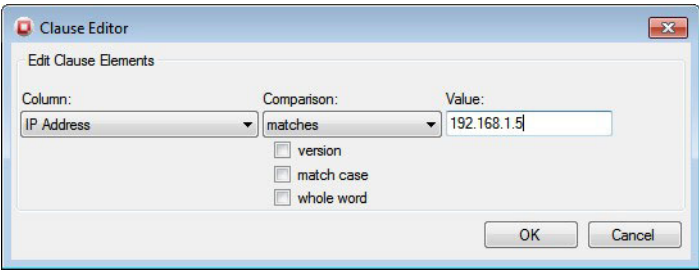 Clause Editor
Edit Clause Elements
Column: Comparison: Value:
IP Address matches 192.168.1.5
version
match case
whole word
OK Cancel